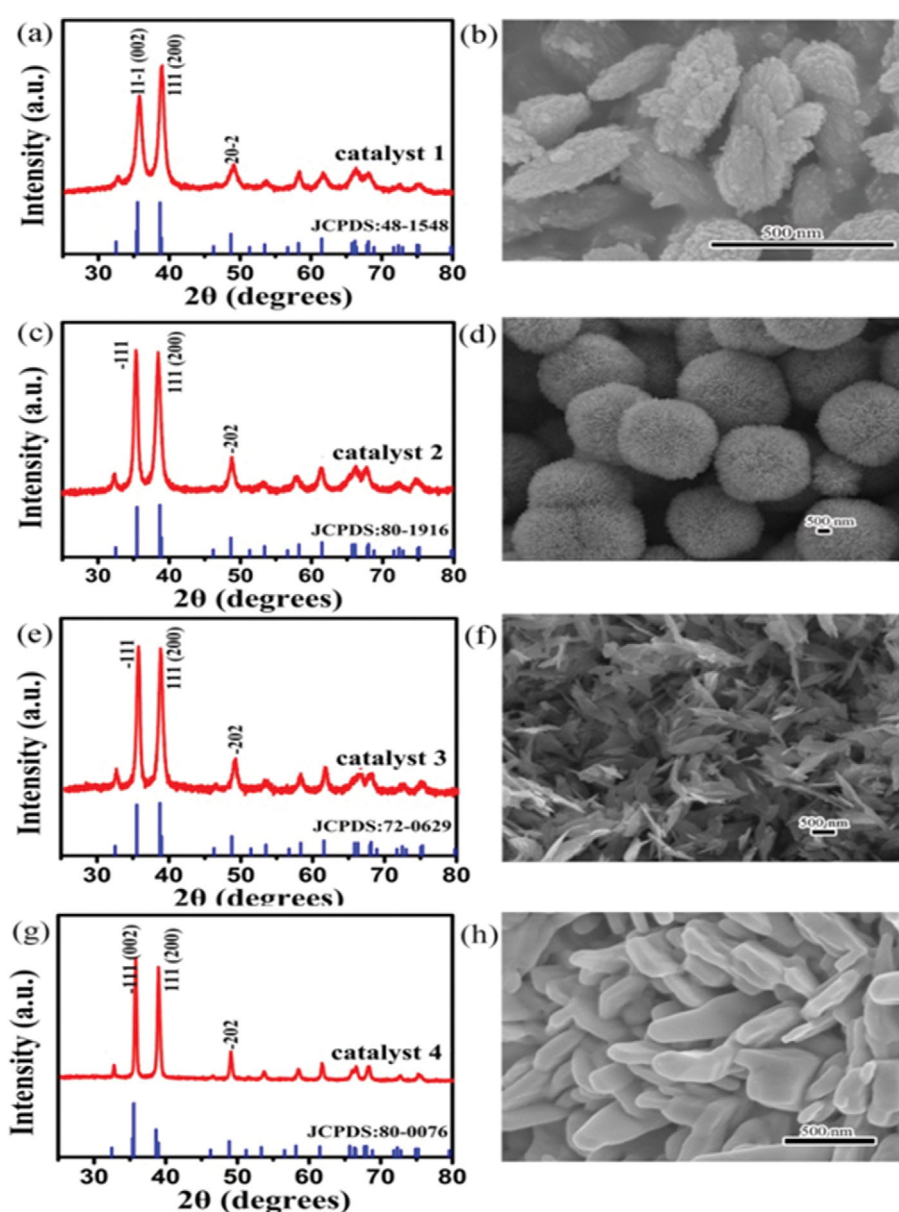 (a)
Intensity (a.u.)
11-1 (002)
111 (200)
20-2
catalyst 1
JCPDS:48-1548
30 40 50 60 70 80
2θ (degrees)
(b)
500 nm
(c)
Intensity (a.u.)
-111
111 (200)
-202
catalyst 2
JCPDS:80-1916
30 40 50 60 70 80
2θ (degrees)
(d)
500 nm
(e)
Intensity (a.u.)
-111
111 (200)
-202
catalyst 3
JCPDS:72-0629
30 40 50 60 70 80
2θ (degrees)
(f)
500 nm
(g)
Intensity (a.u.)
-111 (002)
111 (200)
-202
catalyst 4
JCPDS:80-0076
30 40 50 60 70 80
2θ (degrees)
(h)
500 nm